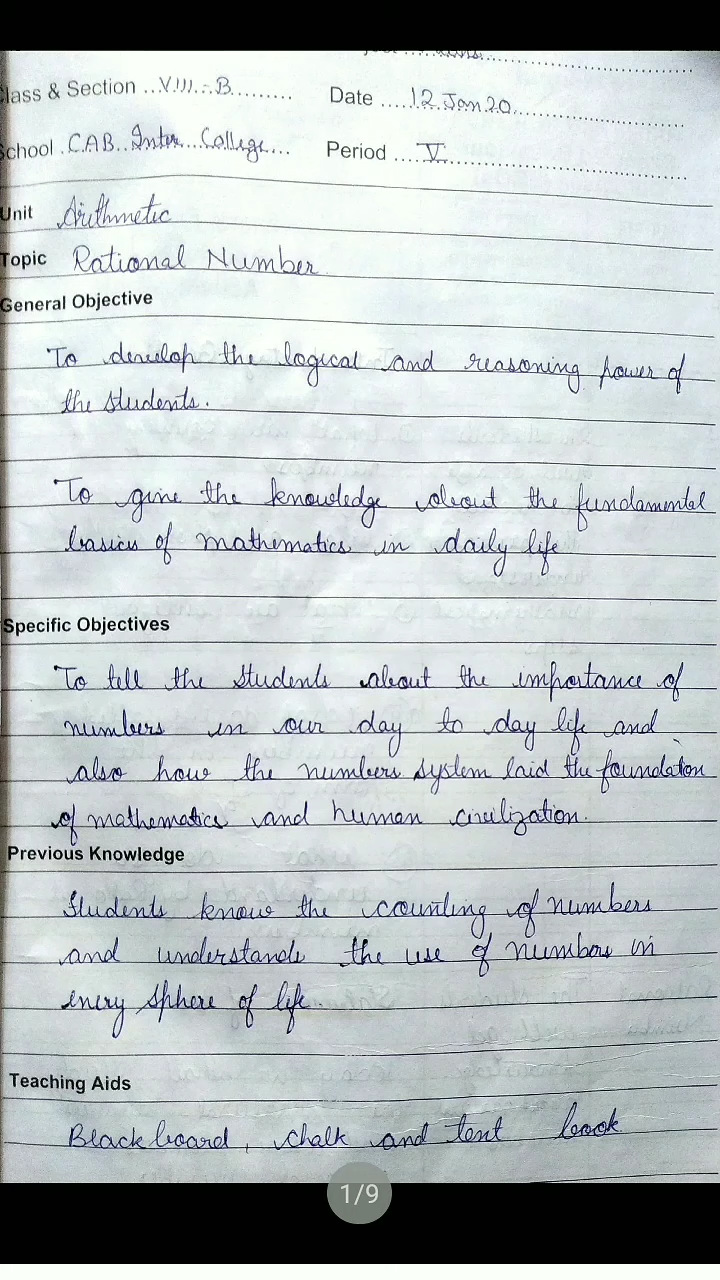 Class & Section ..VIII.-.B.........
Date ....12 Jan 20......................
School .C.A.B..Inter...College...
Period ....V........................................
Unit Arithmetic
Topic Rational Number
General Objective
To develop the logical and reasoning power of
the students.
To give the knowledge about the fundamental
basics of mathematics in daily life
Specific Objectives
To tell the students about the importance of
numbers in our day to day life and
also how the numbers system laid the foundation
of mathematics and human civilization.
Previous Knowledge
Students know the counting of numbers
and understands the use of numbers in
every sphere of life
Teaching Aids
Black board, chalk and text book
1/9